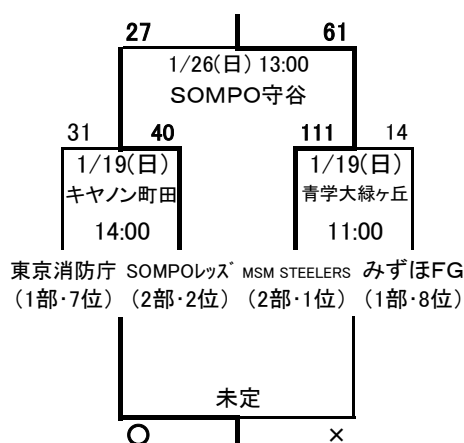 27 61
1/26(日) 13:00
SOMPO守谷
31 40 111 14
1/19(日) 1/19(日)
キヤノン町田 青学大緑ヶ丘
14:00 11:00
東京消防庁 SOMPOレッズ MSM STEELERS みずほFG
(1部・7位) (2部・2位) (2部・1位) (1部・8位)
未定
○ ×